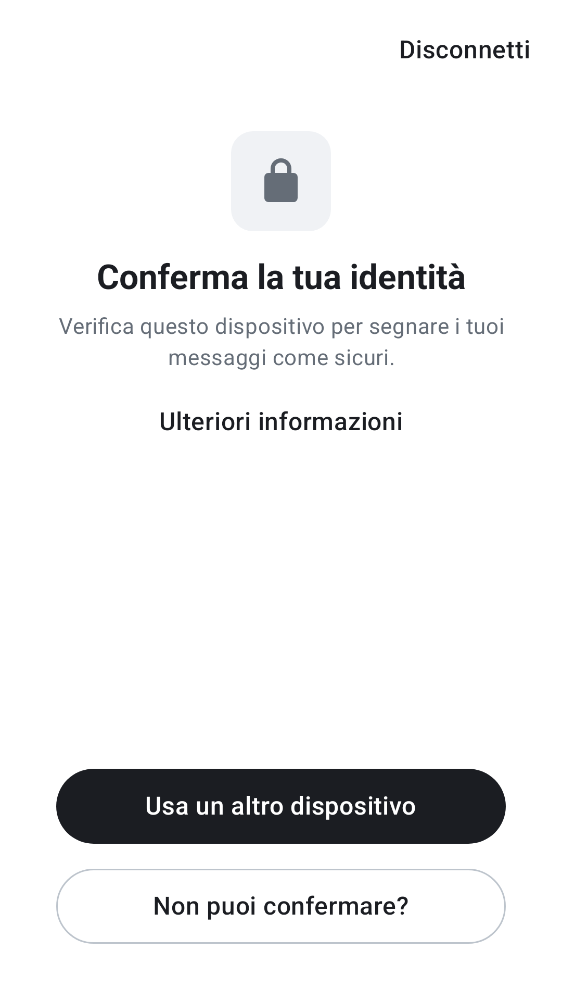 Disconnetti
Conferma la tua identità
Verifica questo dispositivo per segnare i tuoi
messaggi come sicuri.
Ulteriori informazioni
Usa un altro dispositivo
Non puoi confermare?